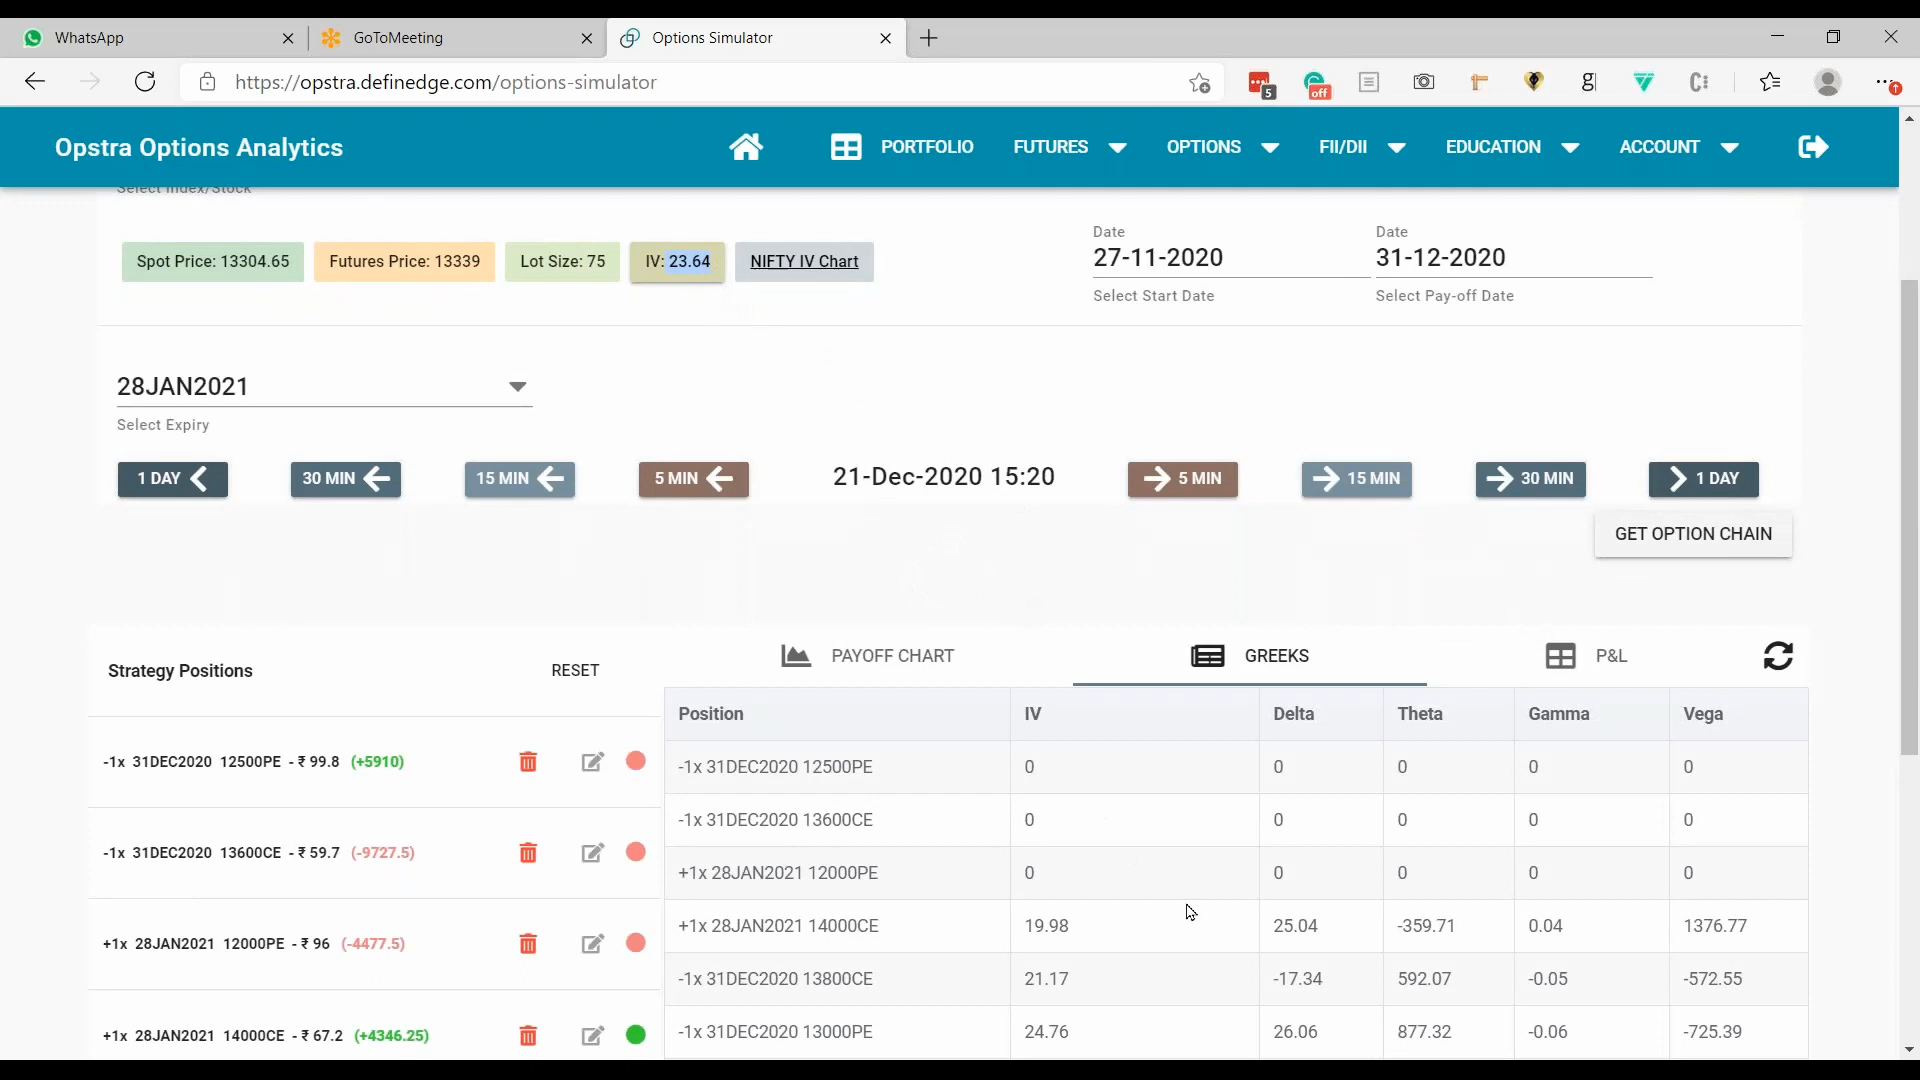 WhatsApp
GoToMeeting
Options Simulator
https://opstra.definedge.com/options-simulator
5
off
g
Opstra Options Analytics
PORTFOLIO
FUTURES
OPTIONS
FII/DII
EDUCATION
ACCOUNT
Select Index/Stock
Spot Price: 13304.65
Futures Price: 13339
Lot Size: 75
IV: 23.64
NIFTY IV Chart
Date
27-11-2020
Select Start Date
Date
31-12-2020
Select Pay-off Date
28JAN2021
Select Expiry
1 DAY
30 MIN
15 MIN
5 MIN
21-Dec-2020 15:20
5 MIN
15 MIN
30 MIN
1 DAY
GET OPTION CHAIN
Strategy Positions RESET
-1x 31DEC2020 12500PE - ₹ 99.8 (+5910)
-1x 31DEC2020 13600CE - ₹ 59.7 (-9727.5)
+1x 28JAN2021 12000PE - ₹ 96 (-4477.5)
+1x 28JAN2021 14000CE - ₹ 67.2 (+4346.25)
PAYOFF CHART GREEKS P&L
Position IV Delta Theta Gamma Vega
-1x 31DEC2020 12500PE 0 0 0 0 0
-1x 31DEC2020 13600CE 0 0 0 0 0
+1x 28JAN2021 12000PE 0 0 0 0 0
+1x 28JAN2021 14000CE 19.98 25.04 -359.71 0.04 1376.77
-1x 31DEC2020 13800CE 21.17 -17.34 592.07 -0.05 -572.55
-1x 31DEC2020 13000PE 24.76 26.06 877.32 -0.06 -725.39